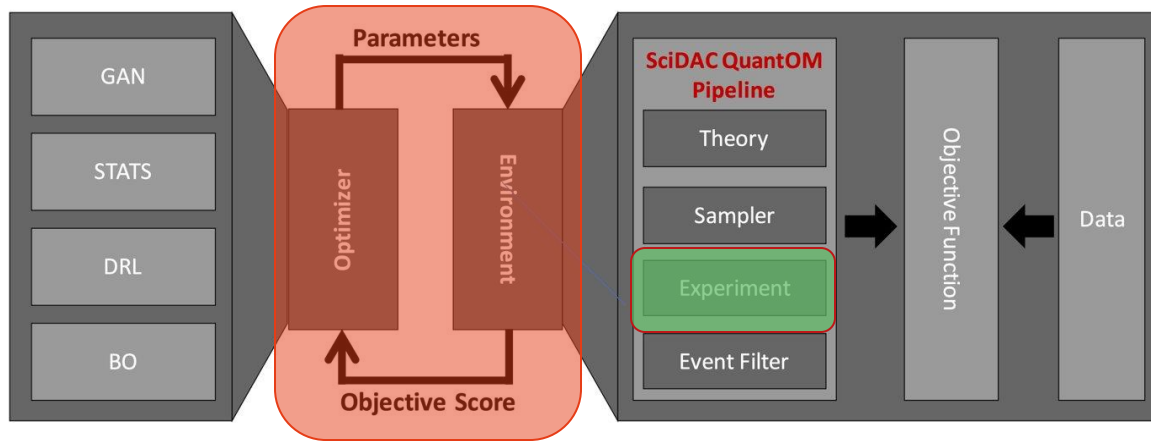 GAN
STATS
DRL
BO
Parameters
Optimizer
Environment
Objective Score
SciDAC QuantOM
Pipeline
Theory
Sampler
Experiment
Event Filter
Objective Function
Data